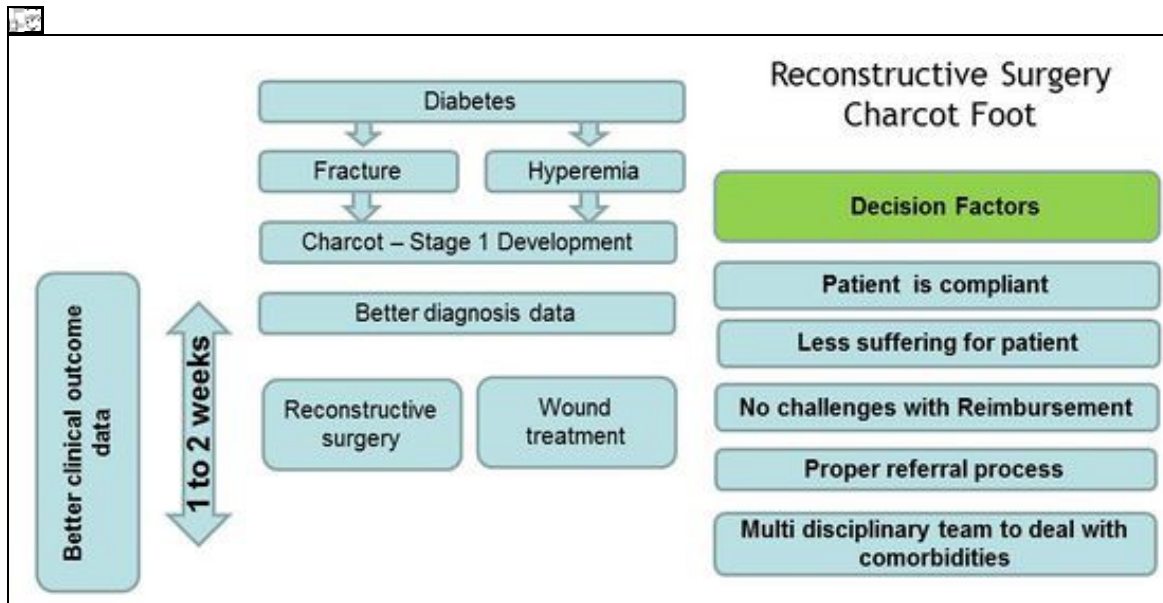 Reconstructive Surgery
Charcot Foot
Diabetes
Fracture
Hyperemia
Charcot – Stage 1 Development
Better diagnosis data
Reconstructive
surgery
Wound
treatment
Better clinical outcome
data
1 to 2 weeks
Decision Factors
Patient is compliant
Less suffering for patient
No challenges with Reimbursement
Proper referral process
Multi disciplinary team to deal with
comorbidities